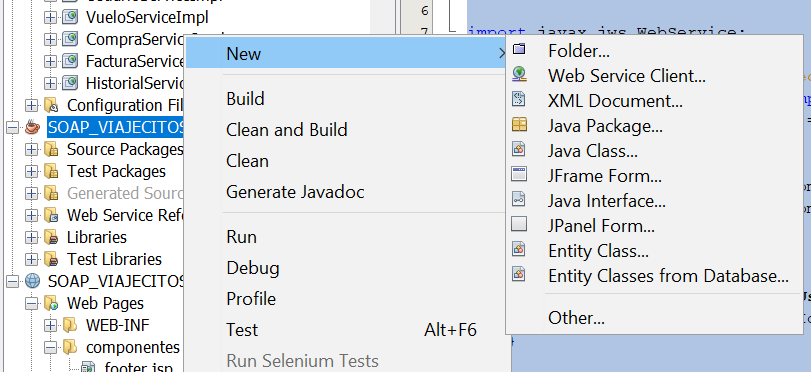 VueloServiceImpl
CompraService
FacturaService
HistorialServic
Configuration Fil
SOAP_VIAJECITOS
Source Packages
Test Packages
Generated Sourc
Web Service Refe
Libraries
Test Libraries
SOAP_VIAJECITOS
Web Pages
WEB-INF
componentes
footer.jsp
New
Build
Clean and Build
Clean
Generate Javadoc
Run
Debug
Profile
Test Alt+F6
Run Selenium Tests
6
7
import javax.jws.WebService;
Folder...
Web Service Client...
XML Document...
Java Package...
Java Class...
JFrame Form...
Java Interface...
JPanel Form...
Entity Class...
Entity Classes from Database...
Other...